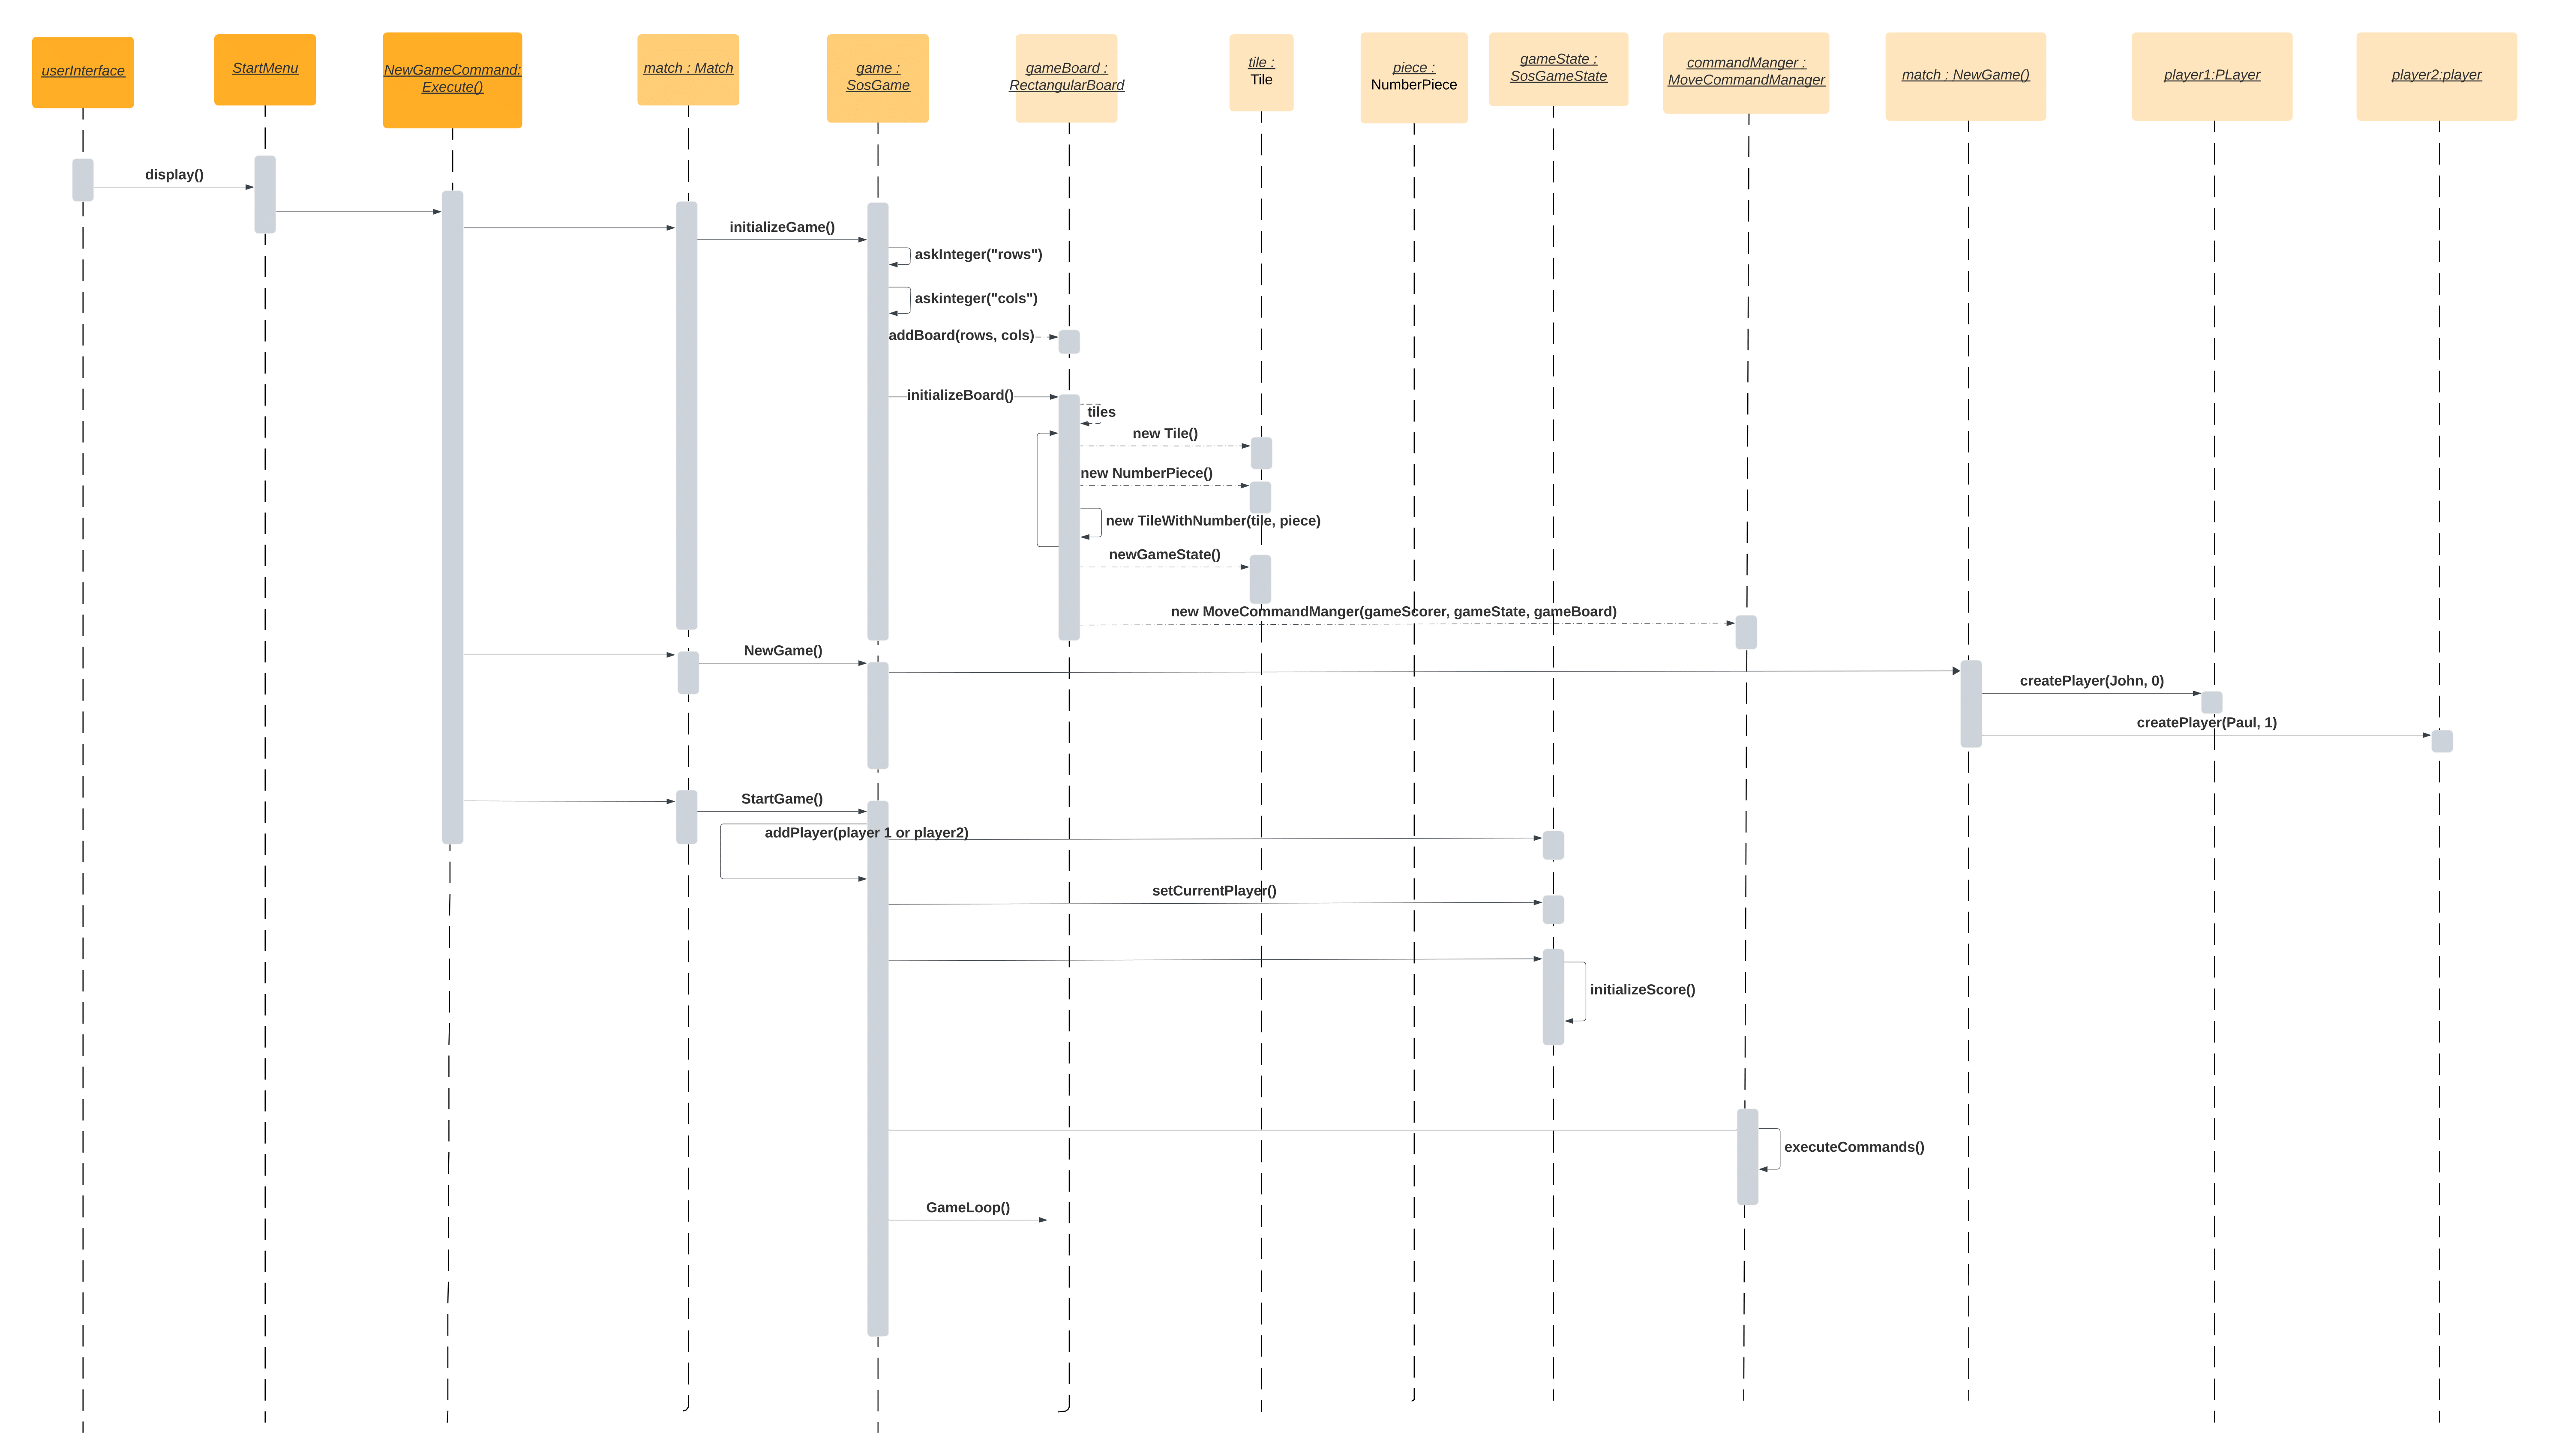 userInterface
StartMenu
NewGameCommand:
Execute()
match : Match
game :
SosGame
gameBoard :
RectangularBoard
tile :
Tile
piece :
NumberPiece
gameState :
SosGameState
commandManger :
MoveCommandManager
match : NewGame()
player1:PLayer
player2:player
display()
initializeGame()
askInteger("rows")
askinteger("cols")
addBoard(rows, cols)
initializeBoard()
tiles
new Tile()
new NumberPiece()
new TileWithNumber(tile, piece)
newGameState()
new MoveCommandManger(gameScorer, gameState, gameBoard)
NewGame()
createPlayer(John, 0)
createPlayer(Paul, 1)
StartGame()
addPlayer(player 1 or player2)
setCurrentPlayer()
initializeScore()
executeCommands()
GameLoop()